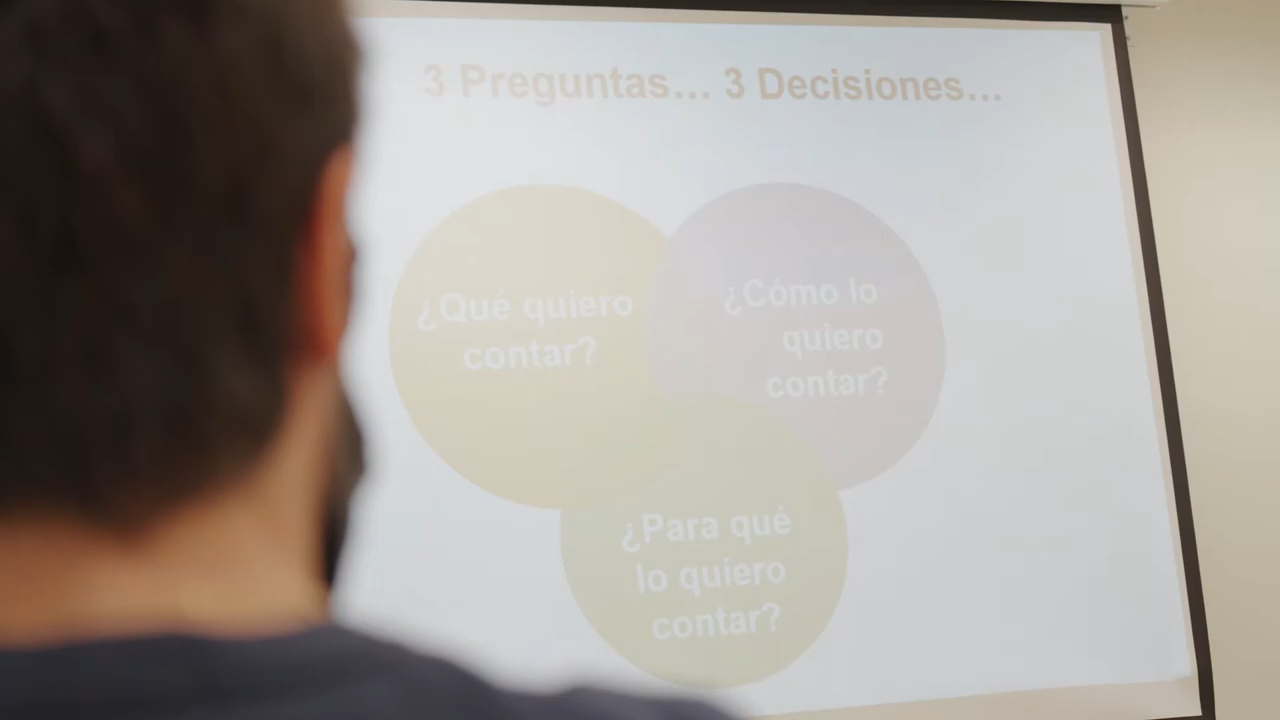 3 Preguntas... 3 Decisiones...
¿Qué quiero
contar?
¿Cómo lo
quiero
contar?
¿Para qué
lo quiero
contar?